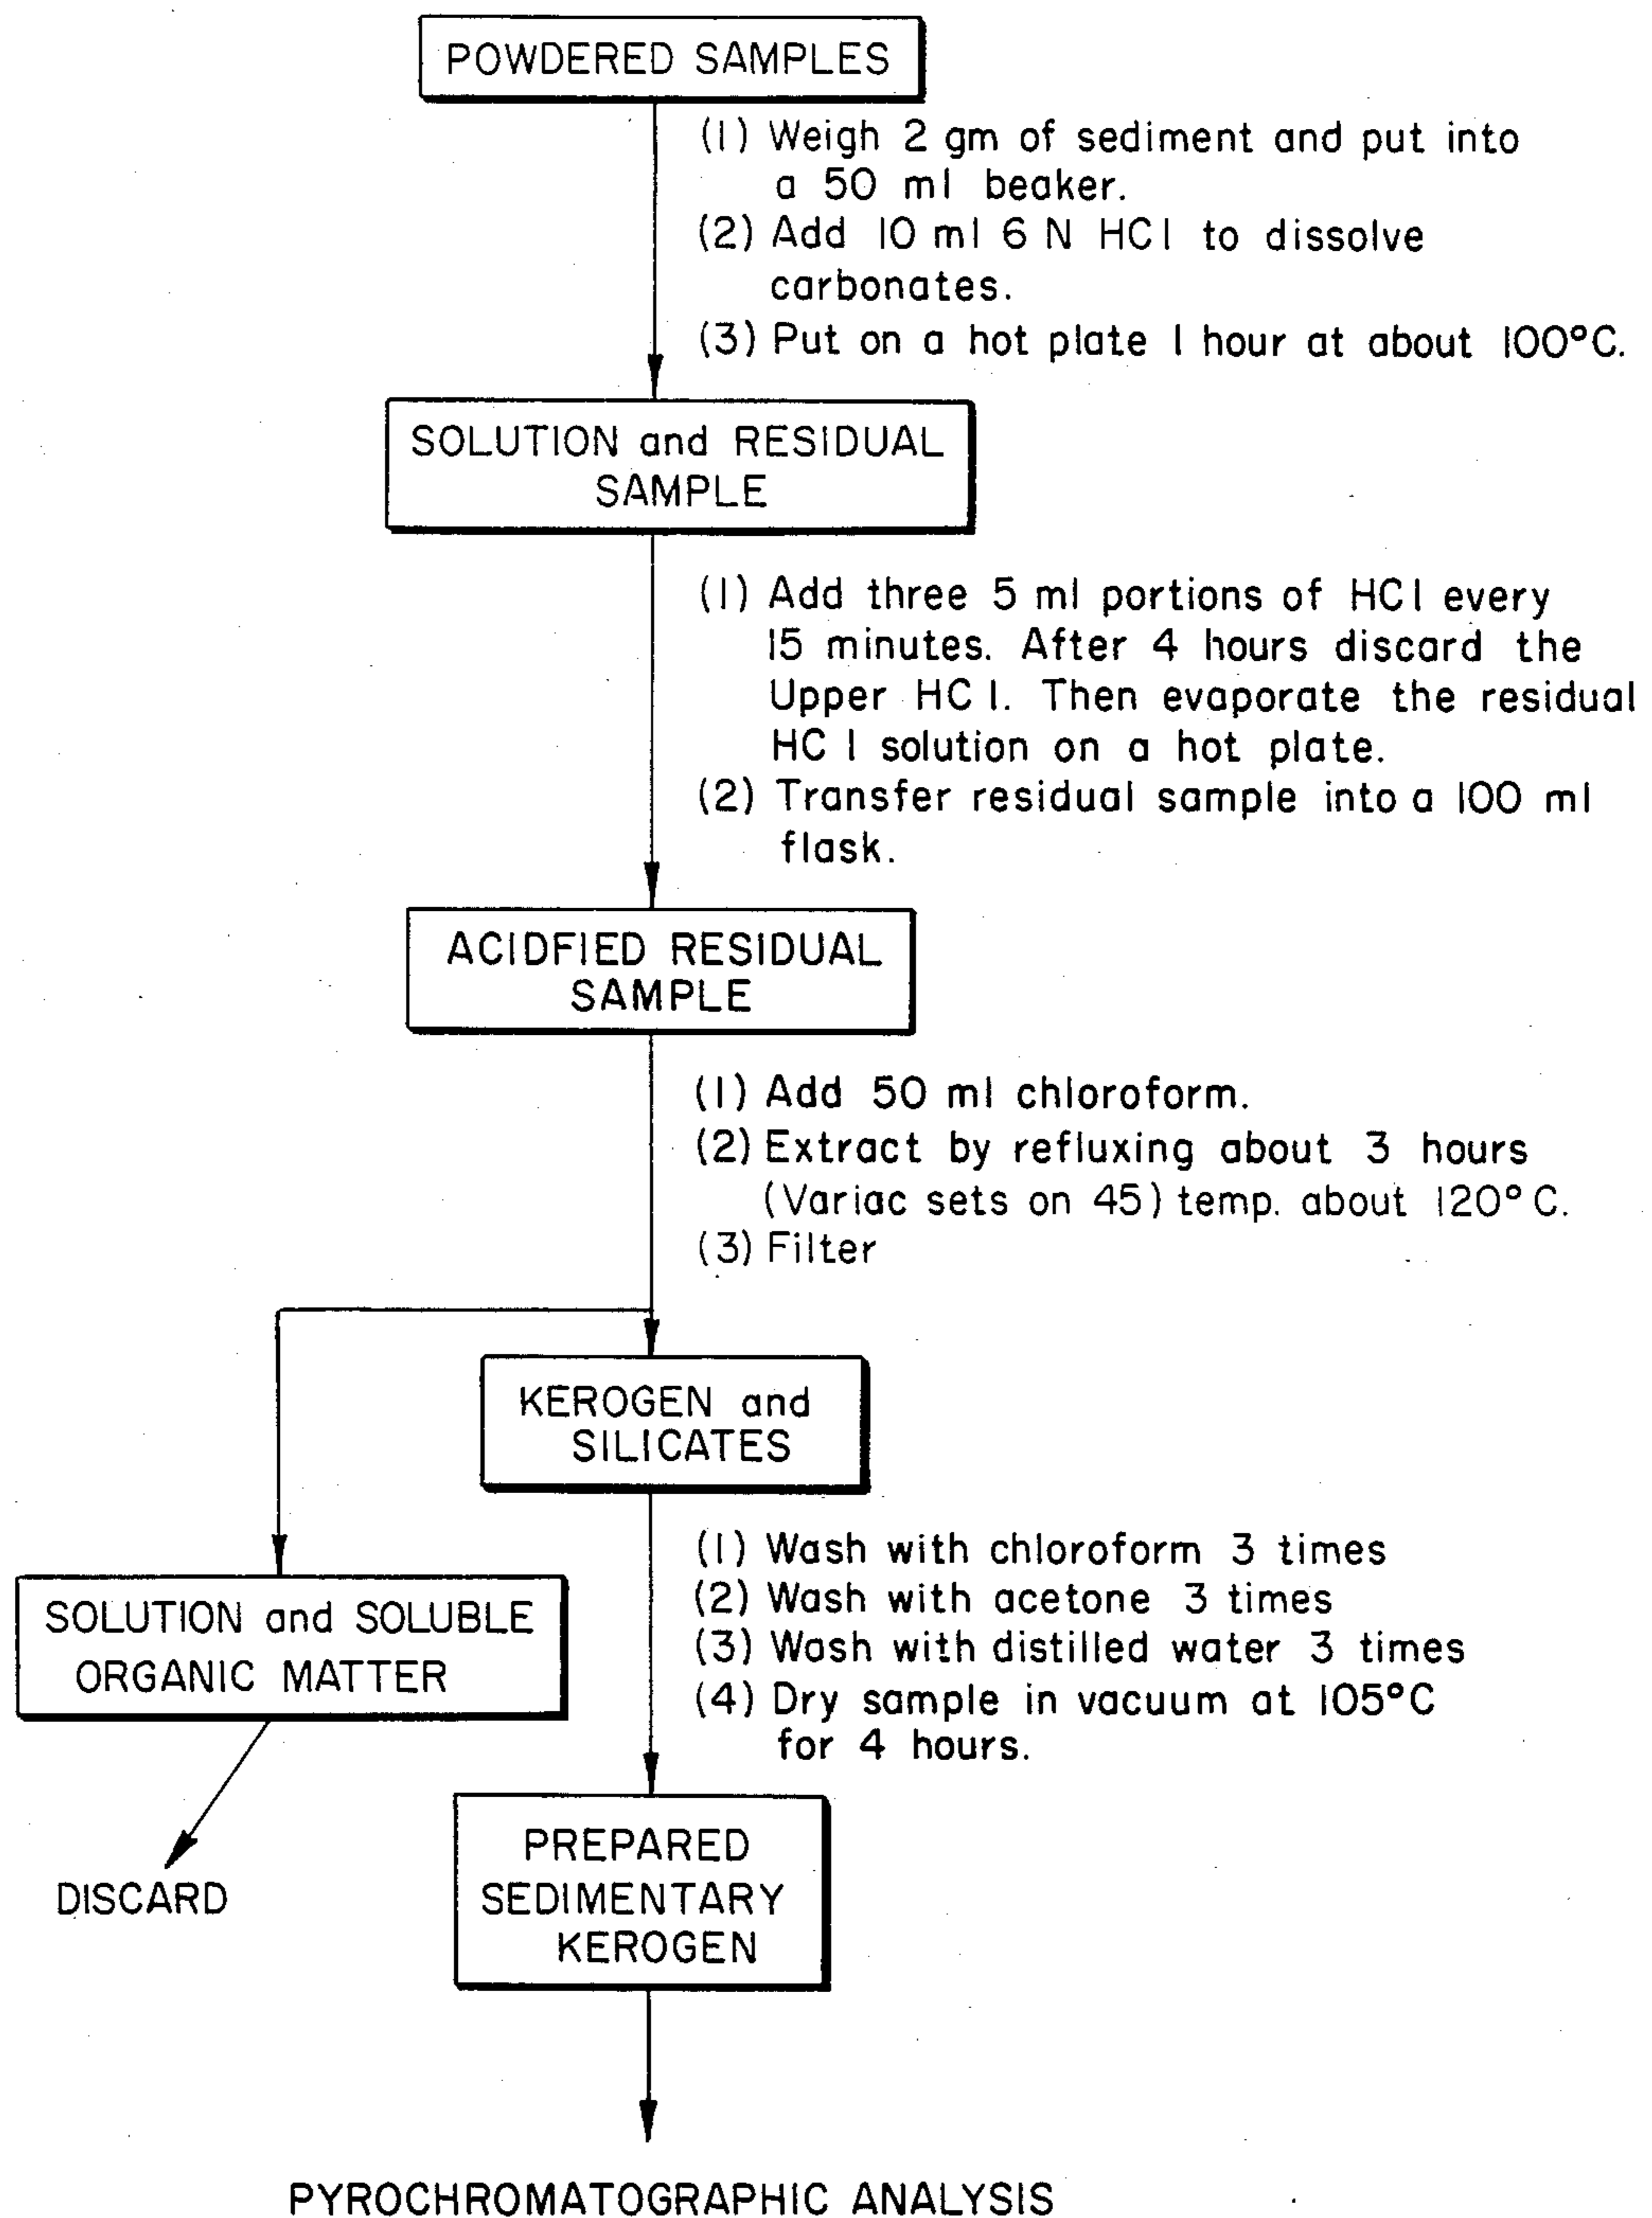 POWDERED SAMPLES
(1) Weigh 2 gm of sediment and put into
a 50 ml beaker.
(2) Add 10 ml 6 N HCl to dissolve
carbonates.
(3) Put on a hot plate 1 hour at about 100°C.
SOLUTION and RESIDUAL
SAMPLE
(1) Add three 5 ml portions of HCl every
15 minutes. After 4 hours discard the
Upper HCl. Then evaporate the residual
HCl solution on a hot plate.
(2) Transfer residual sample into a 100 ml
flask.
ACIDFIED RESIDUAL
SAMPLE
(1) Add 50 ml chloroform.
(2) Extract by refluxing about 3 hours
(Variac sets on 45) temp. about 120°C.
(3) Filter
KEROGEN and
SILICATES
(1) Wash with chloroform 3 times
(2) Wash with acetone 3 times
(3) Wash with distilled water 3 times
(4) Dry sample in vacuum at 105°C
for 4 hours.
SOLUTION and SOLUBLE
ORGANIC MATTER
DISCARD
PREPARED
SEDIMENTARY
KEROGEN
PYROCHROMATOGRAPHIC ANALYSIS